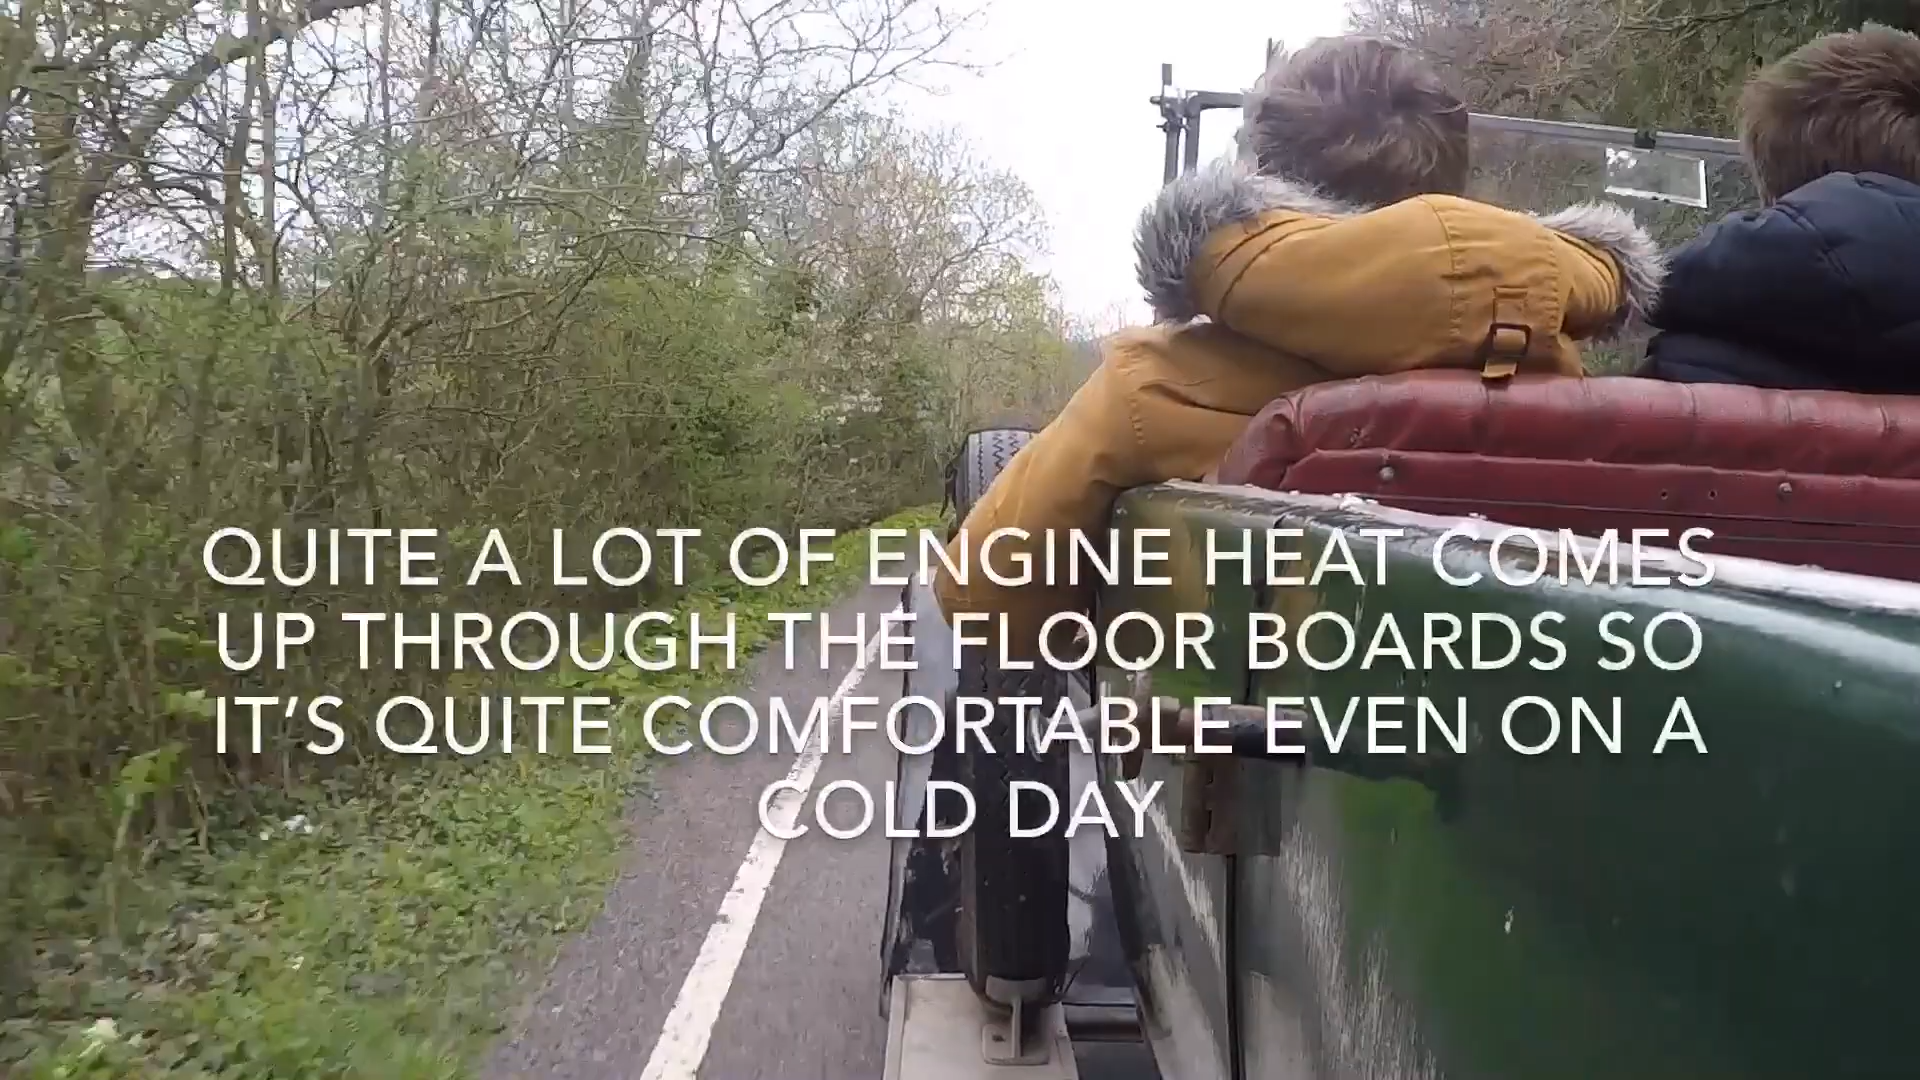 QUITE A LOT OF ENGINE HEAT COMES
UP THROUGH THE FLOOR BOARDS SO
IT'S QUITE COMFORTABLE EVEN ON A
COLD DAY